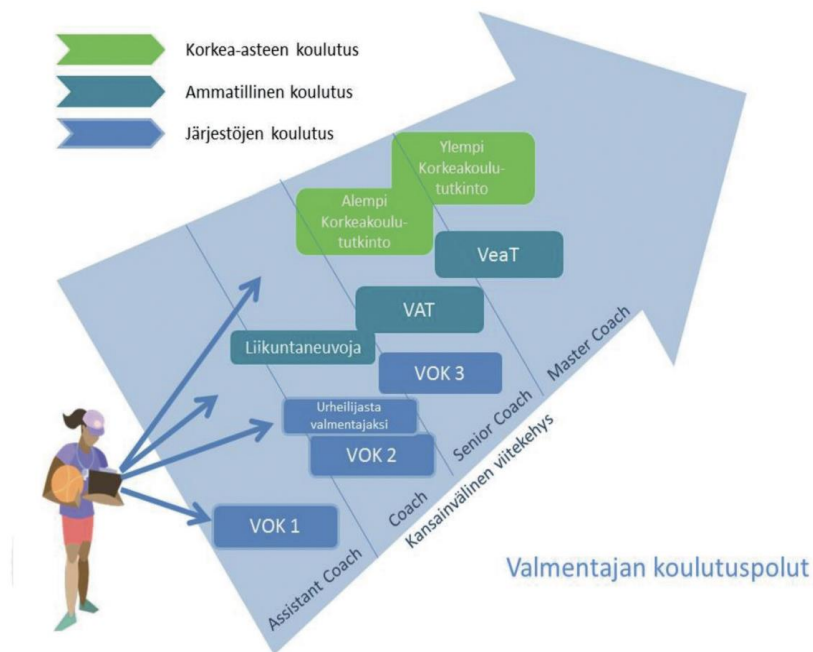 Korkea-asteen koulutus
Ammatillinen koulutus
Järjestöjen koulutus
Ylempi
Korkeakoulu-
tutkinto
Alempi
Korkeakoulu-
tutkinto
VeaT
VAT
Liikuntaneuvoja
VOK 3
Urheilijasta
valmentajaksi
VOK 2
VOK 1
Assistant Coach
Coach
Senior Coach
Master Coach
Kansainvälinen viitekehys
Valmentajan koulutuspolut